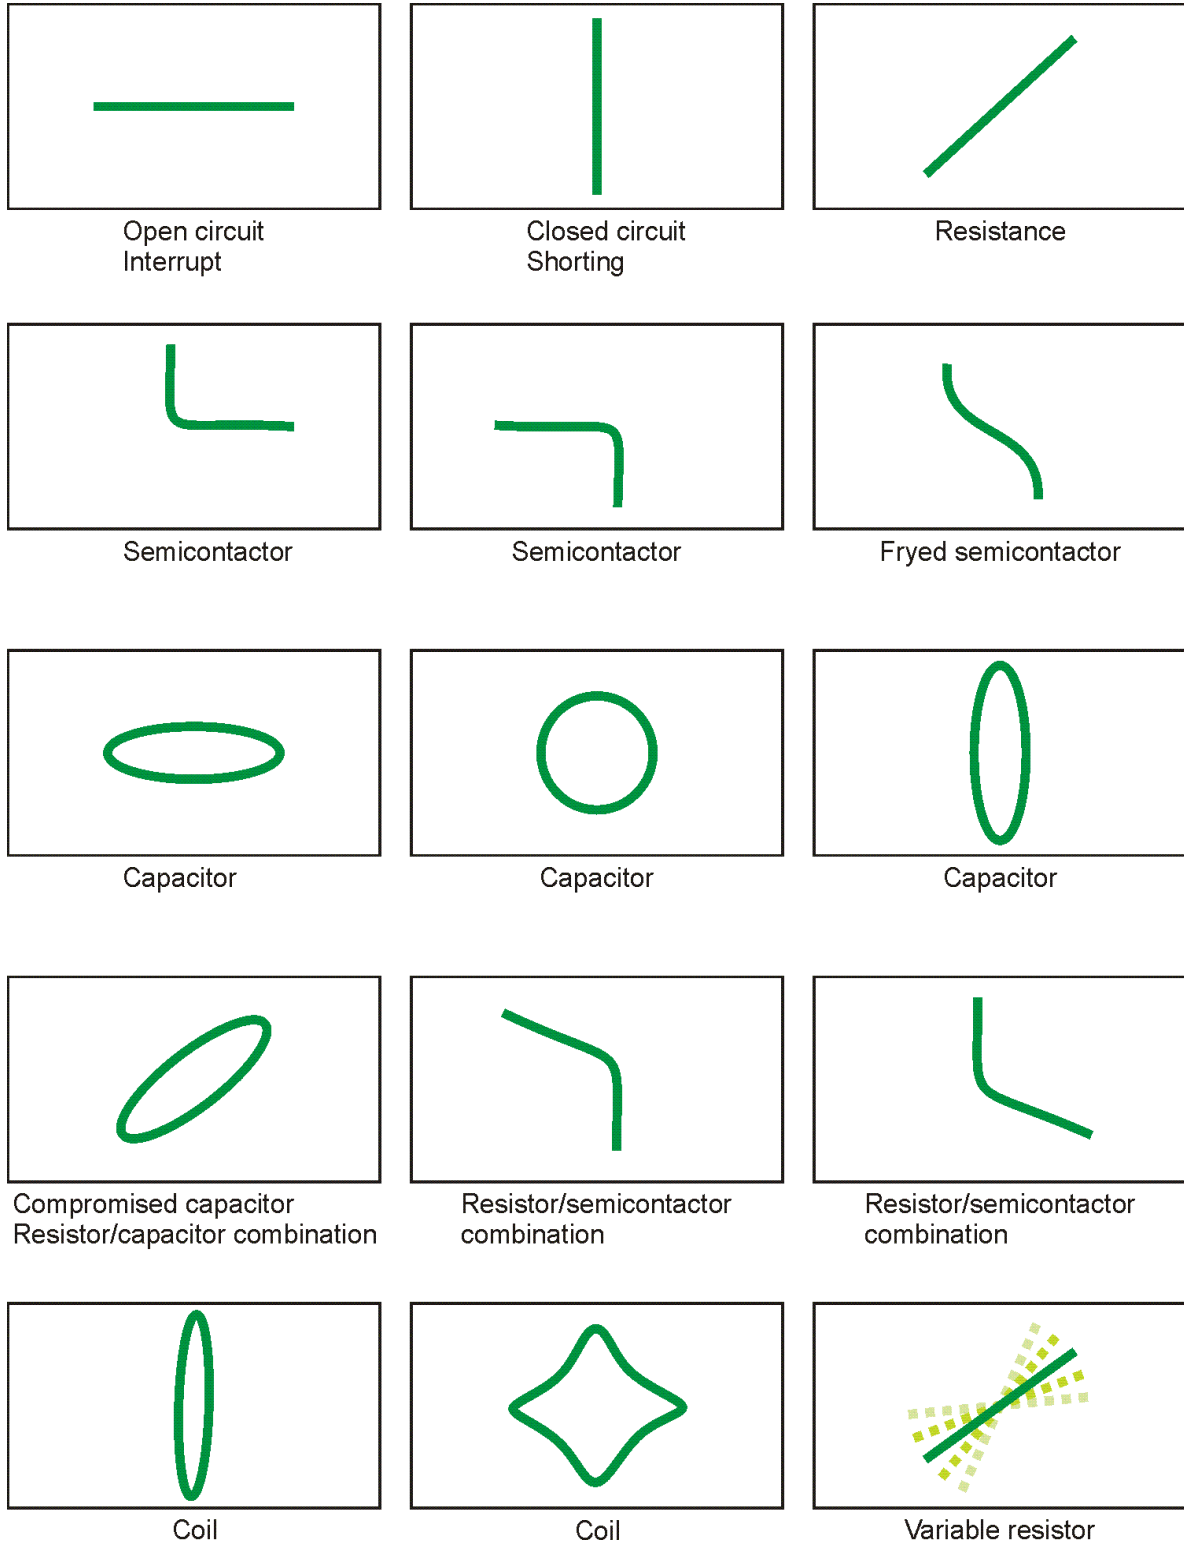 Open circuit
Interrupt
Closed circuit
Shorting
Resistance
Semicontactor
Semicontactor
Fryed semicontactor
Capacitor
Capacitor
Capacitor
Compromised capacitor
Resistor/capacitor combination
Resistor/semicontactor
combination
Resistor/semicontactor
combination
Coil
Coil
Variable resistor